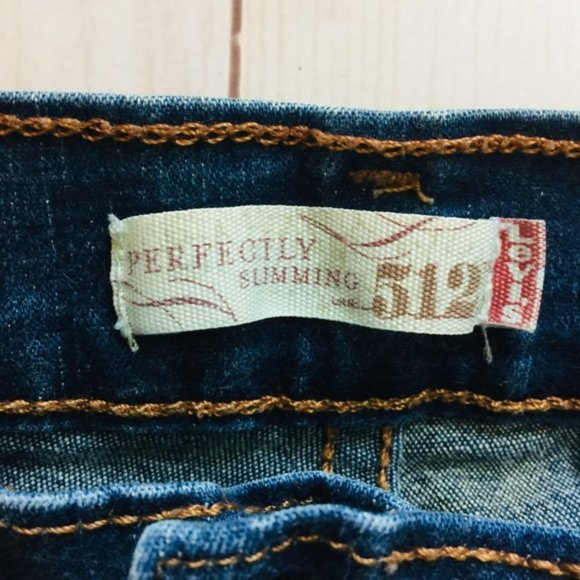 PERFECTLY
SLIMMING
512
Levi's